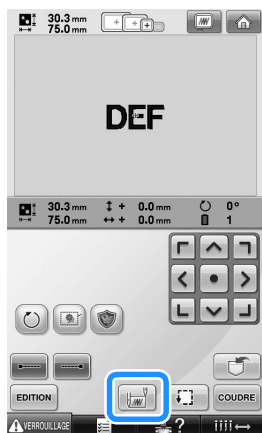 30.3 mm
75.0 mm
DEF
30.3 mm + 0.0 mm 0°
75.0 mm + 0.0 mm 1
EDITION
COUDRE
VERROUILLAGE
?